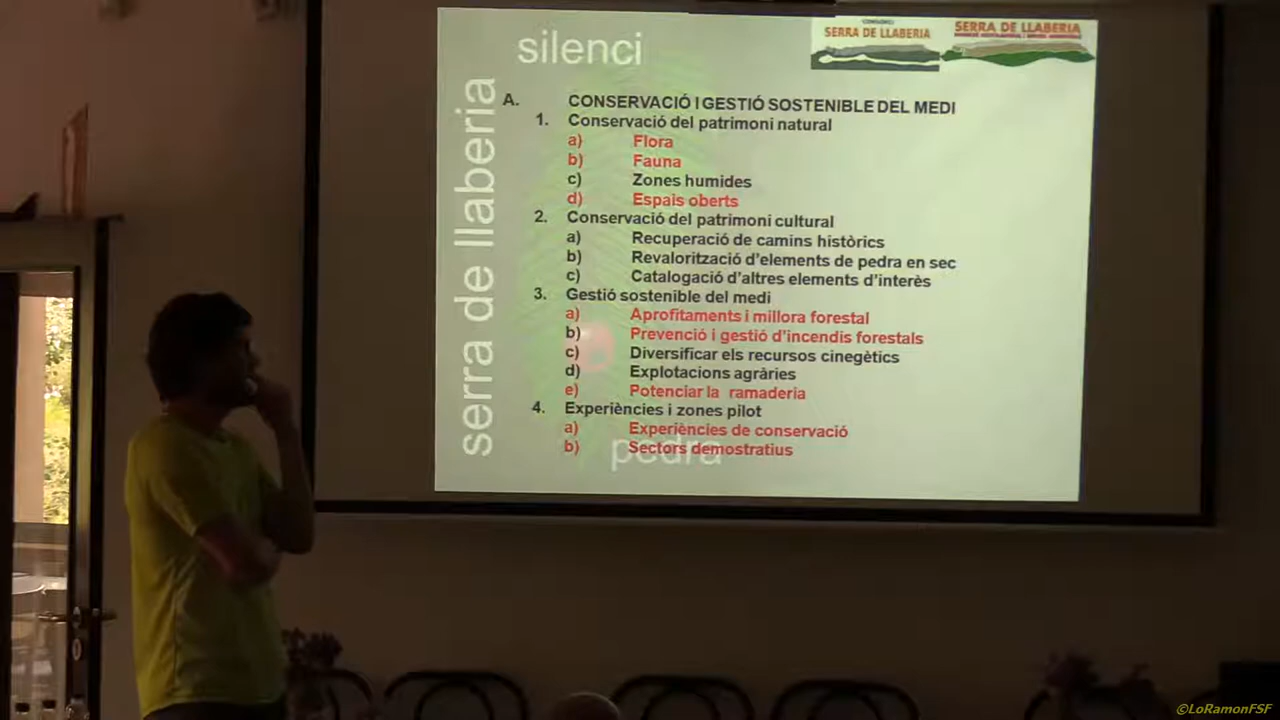 silenci
CONSORCI
SERRA DE LLABERIA
SERRA DE LLABERIA
serra de llaberia
A. CONSERVACIÓ I GESTIÓ SOSTENIBLE DEL MEDI
1. Conservació del patrimoni natural
a) Flora
b) Fauna
c) Zones humides
d) Espais oberts
2. Conservació del patrimoni cultural
a) Recuperació de camins històrics
b) Revalorització d'elements de pedra en sec
c) Catalogació d'altres elements d'interès
3. Gestió sostenible del medi
a) Aprofitaments i millora forestal
b) Prevenció i gestió d'incendis forestals
c) Diversificar els recursos cinegètics
d) Explotacions agràries
e) Potenciar la ramaderia
4. Experiències i zones pilot
a) Experiències de conservació
b) Sectors demostratius
pedra
©LoRamonFSF